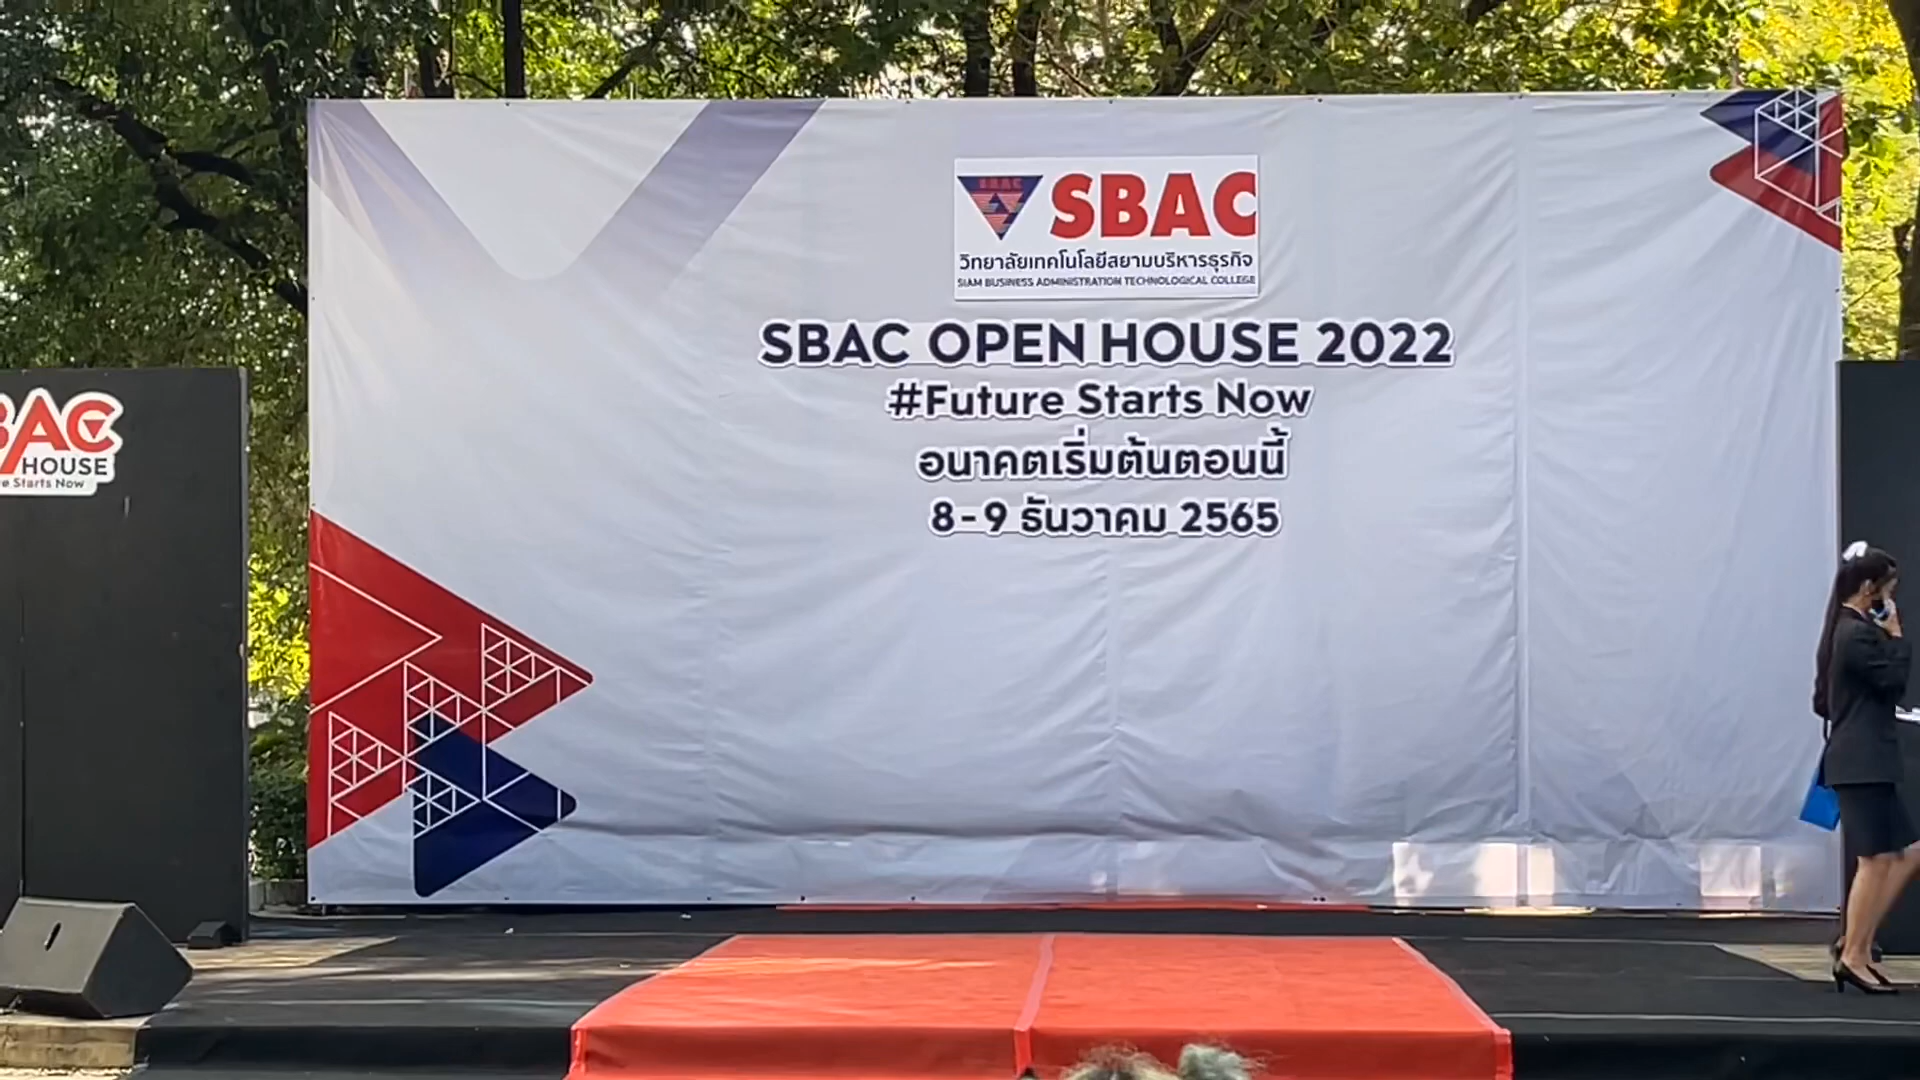 SBAC
SBAC
วิทยาลัยเทคโนโลยีสยามบริหารธุรกิจ
SIAM BUSINESS ADMINISTRATION TECHNOLOGICAL COLLEGE
SBAC OPEN HOUSE 2022
#Future Starts Now
อนาคตเริ่มต้นตอนนี้
8-9 ธันวาคม 2565
BAC
HOUSE
e Starts Now